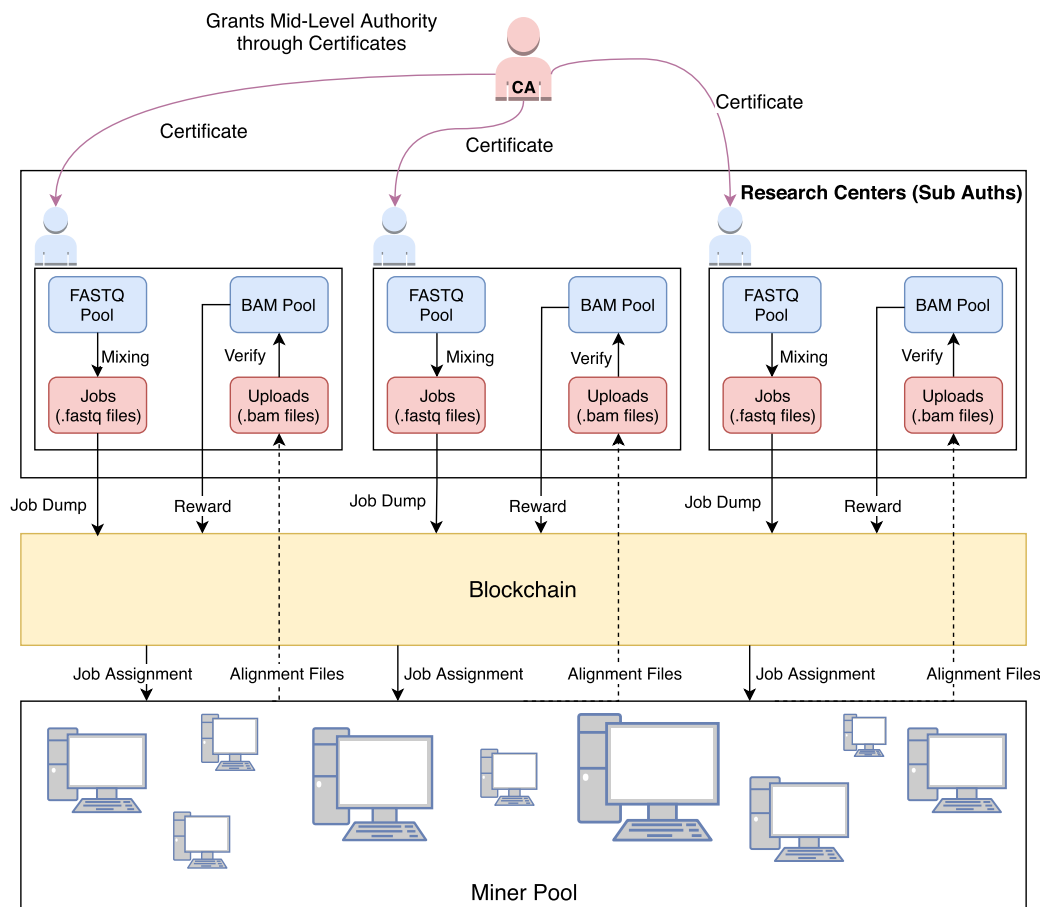 Grants Mid-Level Authority
through Certificates
CA
Certificate
Certificate
Certificate
Research Centers (Sub Auths)
FASTQ
Pool
BAM Pool
Mixing
Verify
Jobs
(.fastq files)
Uploads
(.bam files)
FASTQ
Pool
BAM Pool
Mixing
Verify
Jobs
(.fastq files)
Uploads
(.bam files)
FASTQ
Pool
BAM Pool
Mixing
Verify
Jobs
(.fastq files)
Uploads
(.bam files)
Job Dump
Reward
Job Dump
Reward
Job Dump
Reward
Blockchain
Job Assignment
Alignment Files
Job Assignment
Alignment Files
Job Assignment
Alignment Files
Miner Pool